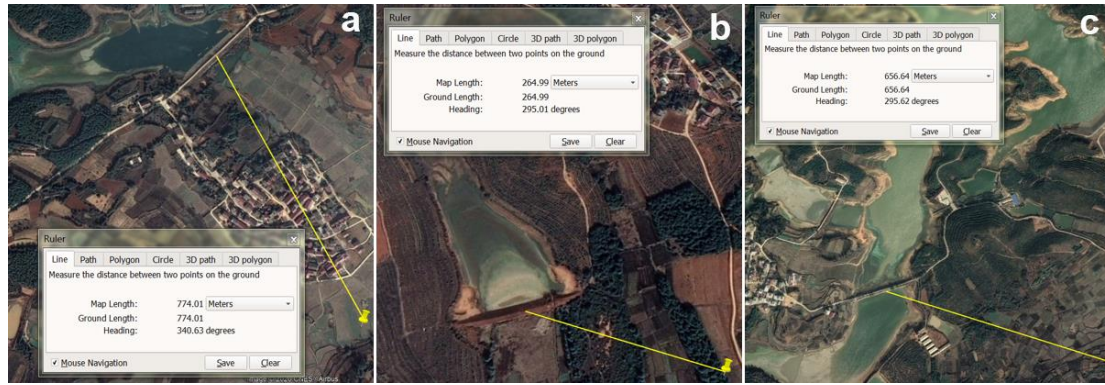 a
Ruler
Line Path Polygon Circle 3D path 3D polygon
Measure the distance between two points on the ground
Map Length: 774.01 Meters
Ground Length: 774.01
Heading: 340.63 degrees
Mouse Navigation Save Clear
b
Ruler
Line Path Polygon Circle 3D path 3D polygon
Measure the distance between two points on the ground
Map Length: 264.99 Meters
Ground Length: 264.99
Heading: 295.01 degrees
Mouse Navigation Save Clear
c
Ruler
Line Path Polygon Circle 3D path 3D polygon
Measure the distance between two points on the ground
Map Length: 656.64 Meters
Ground Length: 656.64
Heading: 295.62 degrees
Mouse Navigation Save Clear